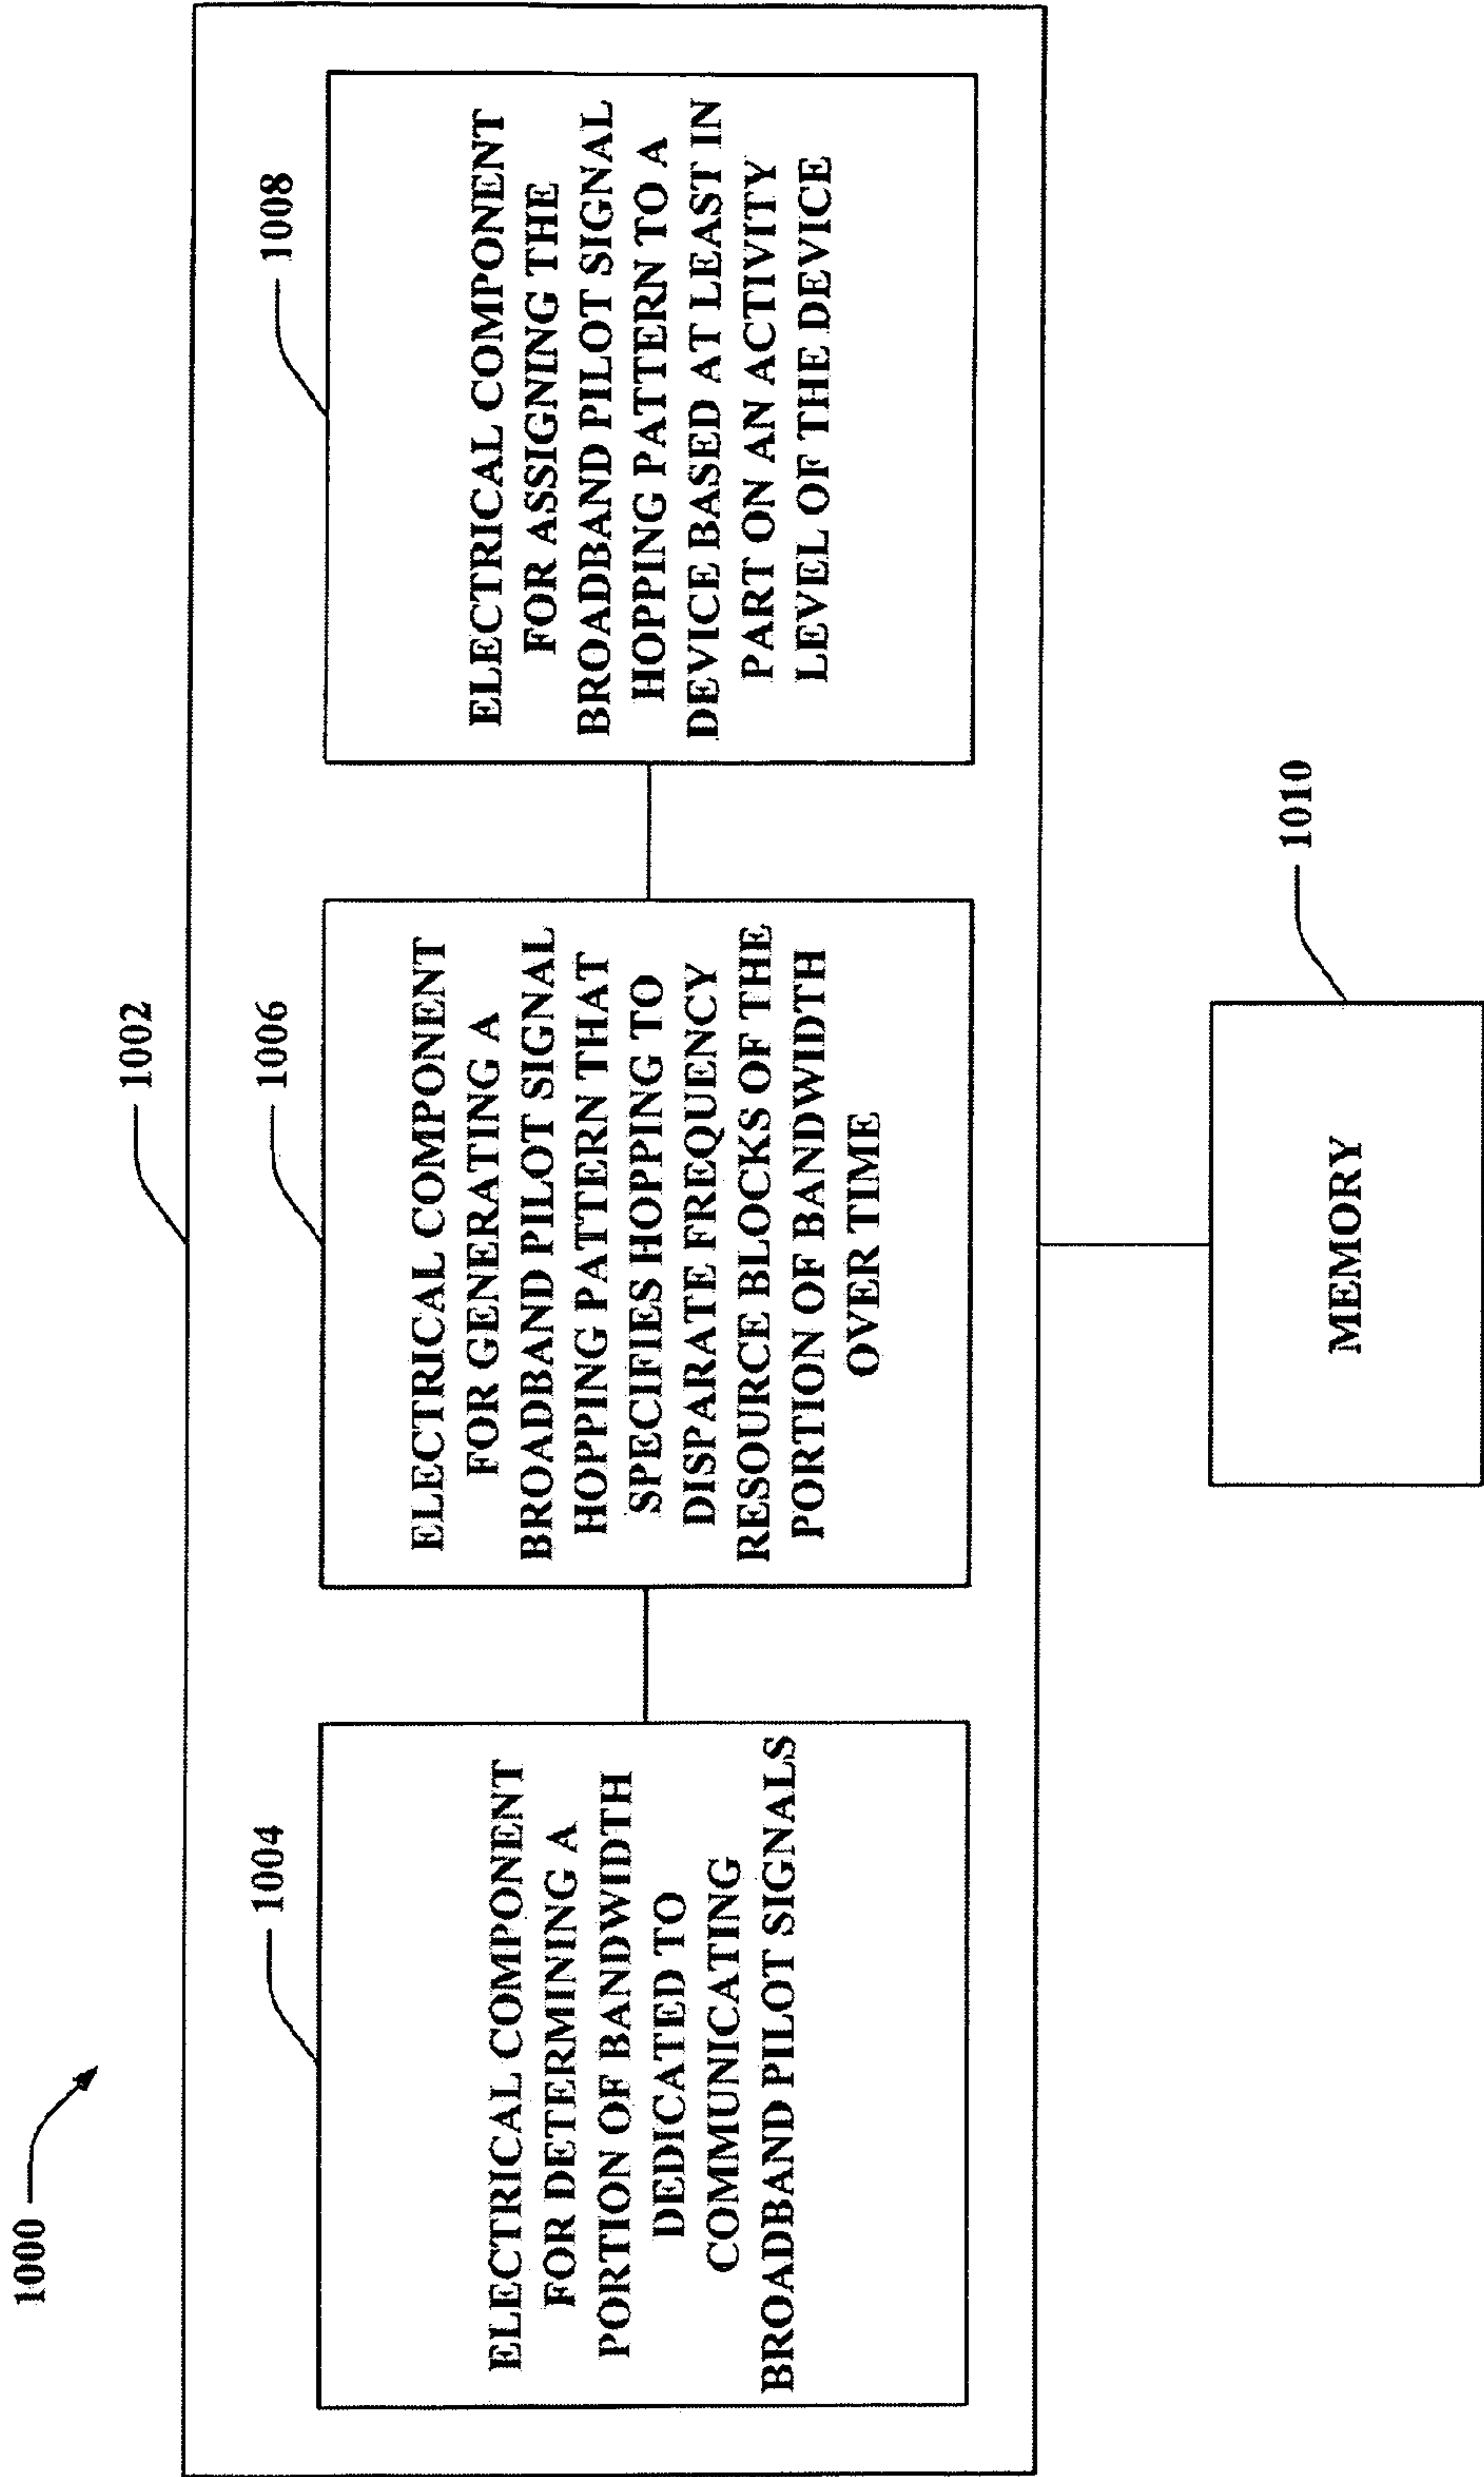 1000
1002
1004
ELECTRICAL COMPONENT
FOR DETERMINING A
PORTION OF BANDWIDTH
DEDICATED TO
COMMUNICATING
BROADBAND PILOT SIGNALS
1006
ELECTRICAL COMPONENT
FOR GENERATING A
BROADBAND PILOT SIGNAL
HOPPING PATTERN THAT
SPECIFIES HOPPING TO
DISPARATE FREQUENCY
RESOURCE BLOCKS OF THE
PORTION OF BANDWIDTH
OVER TIME
1008
ELECTRICAL COMPONENT
FOR ASSIGNING THE
BROADBAND PILOT SIGNAL
HOPPING PATTERN TO A
DEVICE BASED AT LEAST IN
PART ON AN ACTIVITY
LEVEL OF THE DEVICE
1010
MEMORY